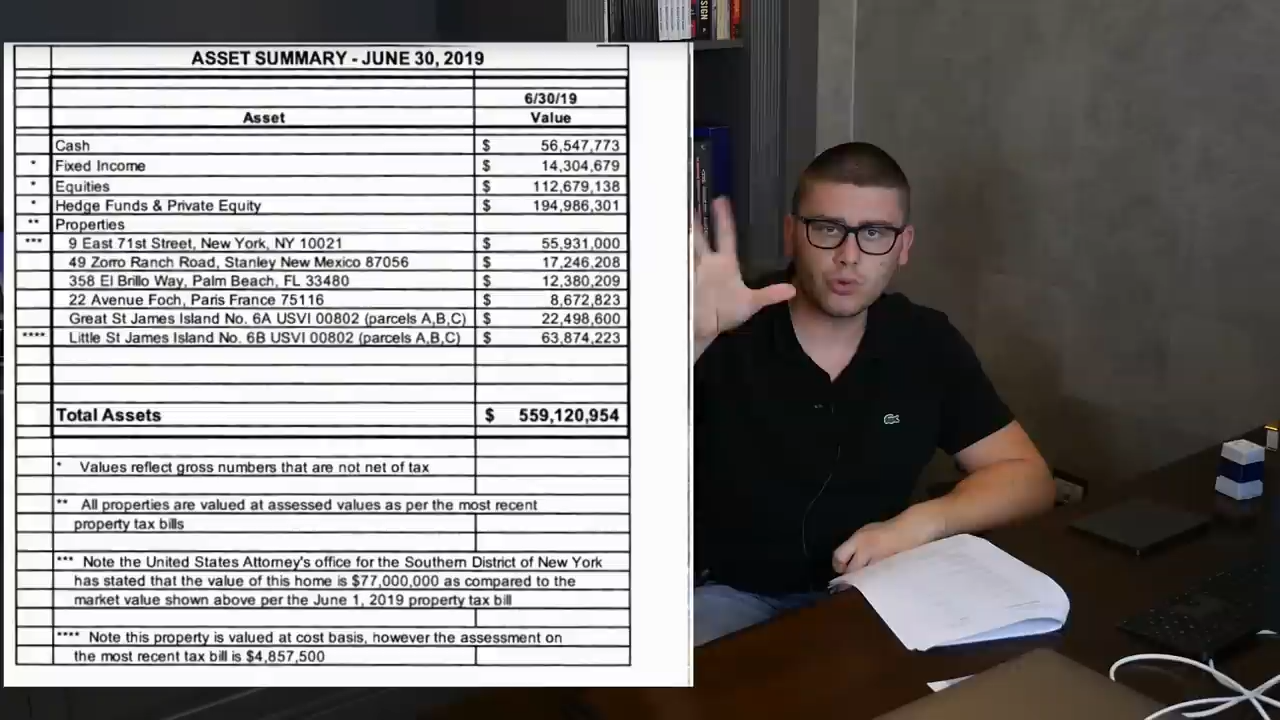 ASSET SUMMARY - JUNE 30, 2019
6/30/19
Asset Value
Cash $ 56,547,773
* Fixed Income $ 14,304,679
* Equities $ 112,679,138
* Hedge Funds & Private Equity $ 194,986,301
** Properties
*** 9 East 71st Street, New York, NY 10021 $ 55,931,000
49 Zorro Ranch Road, Stanley New Mexico 87056 $ 17,246,208
358 El Brillo Way, Palm Beach, FL 33480 $ 12,380,209
22 Avenue Foch, Paris France 75116 $ 8,672,823
Great St James Island No. 6A USVI 00802 (parcels A,B,C) $ 22,498,600
**** Little St James Island No. 6B USVI 00802 (parcels A,B,C) $ 63,874,223
Total Assets $ 559,120,954
* Values reflect gross numbers that are not net of tax
** All properties are valued at assessed values as per the most recent
property tax bills
*** Note the United States Attorney's office for the Southern District of New York
has stated that the value of this home is $77,000,000 as compared to the
market value shown above per the June 1, 2019 property tax bill
**** Note this property is valued at cost basis, however the assessment on
the most recent tax bill is $4,857,500